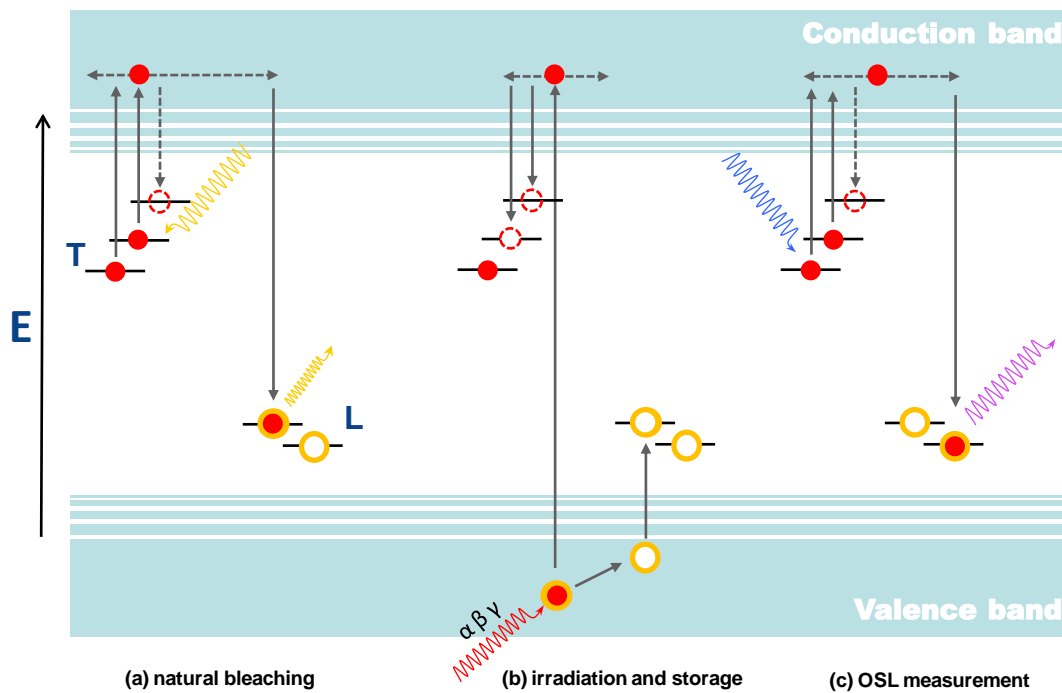 Conduction band
T
E
L
α β γ
Valence band
(a) natural bleaching
(b) irradiation and storage
(c) OSL measurement